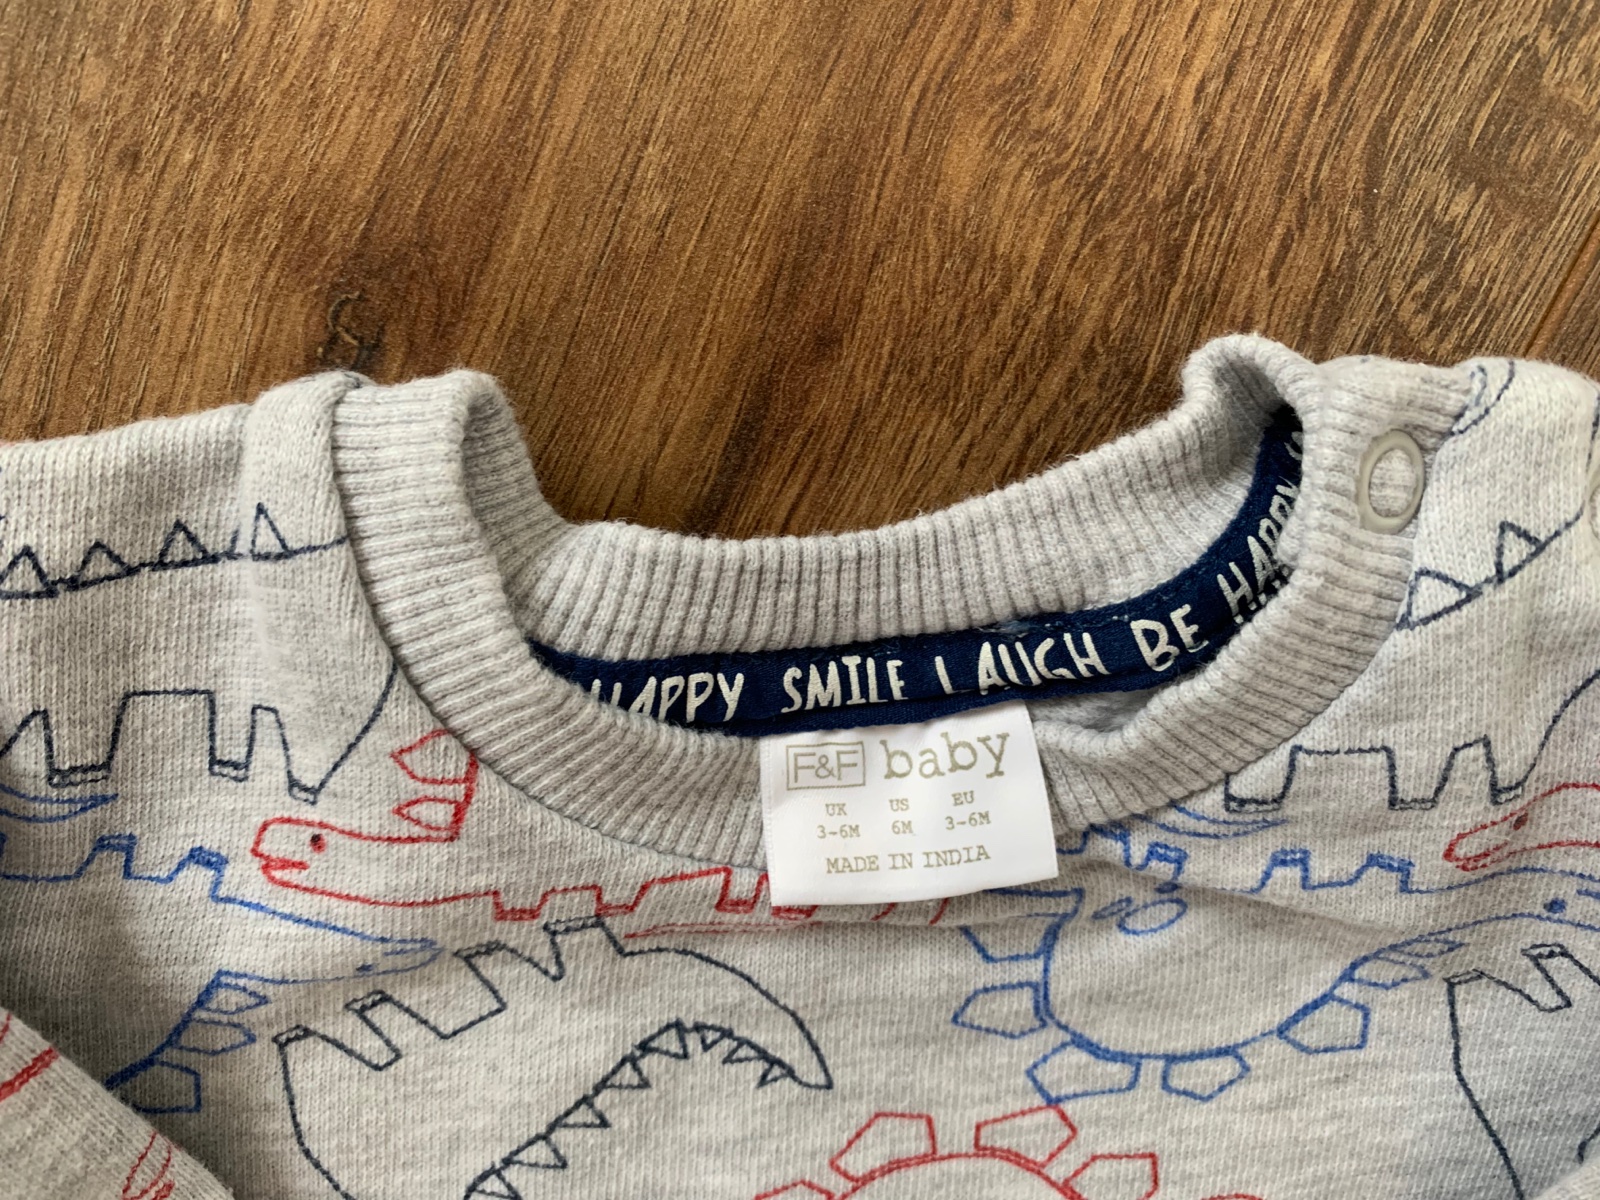 HAPPY SMILE LAUGH BE HAPPY
F&F baby
UK US EU
3-6M 6M 3-6M
MADE IN INDIA